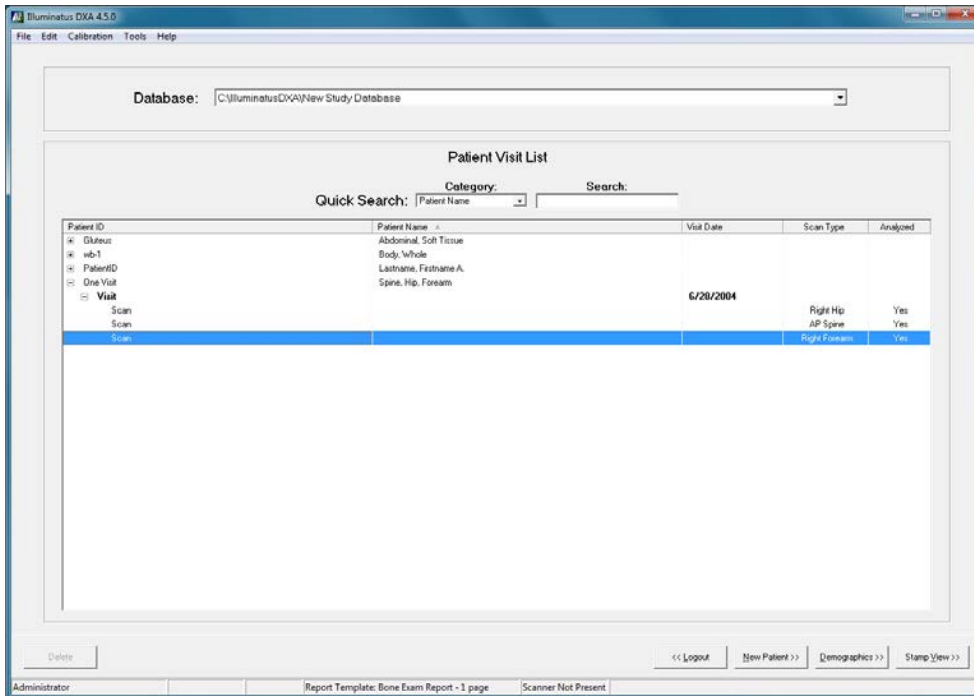 Illuminatus DXA 4.5.0
File Edit Calibration Tools Help
Database: C:\IlluminatusDXA\New Study Database
Patient Visit List
Category: Search:
Quick Search: Patient Name
Patient ID Patient Name Visit Date Scan Type Analyzed
Gluteus Abdominal, Soft Tissue
wb-1 Body, Whole
PatientID Lastname, Firstname A.
One Visit Spine, Hip, Forearm
Visit 6/20/2004
Scan Right Hip Yes
Scan AP Spine Yes
Scan Right Forearm Yes
Delete << Logout New Patient >> Demographics >> Stamp View >>
Administrator Report Template: Bone Exam Report - 1 page Scanner Not Present